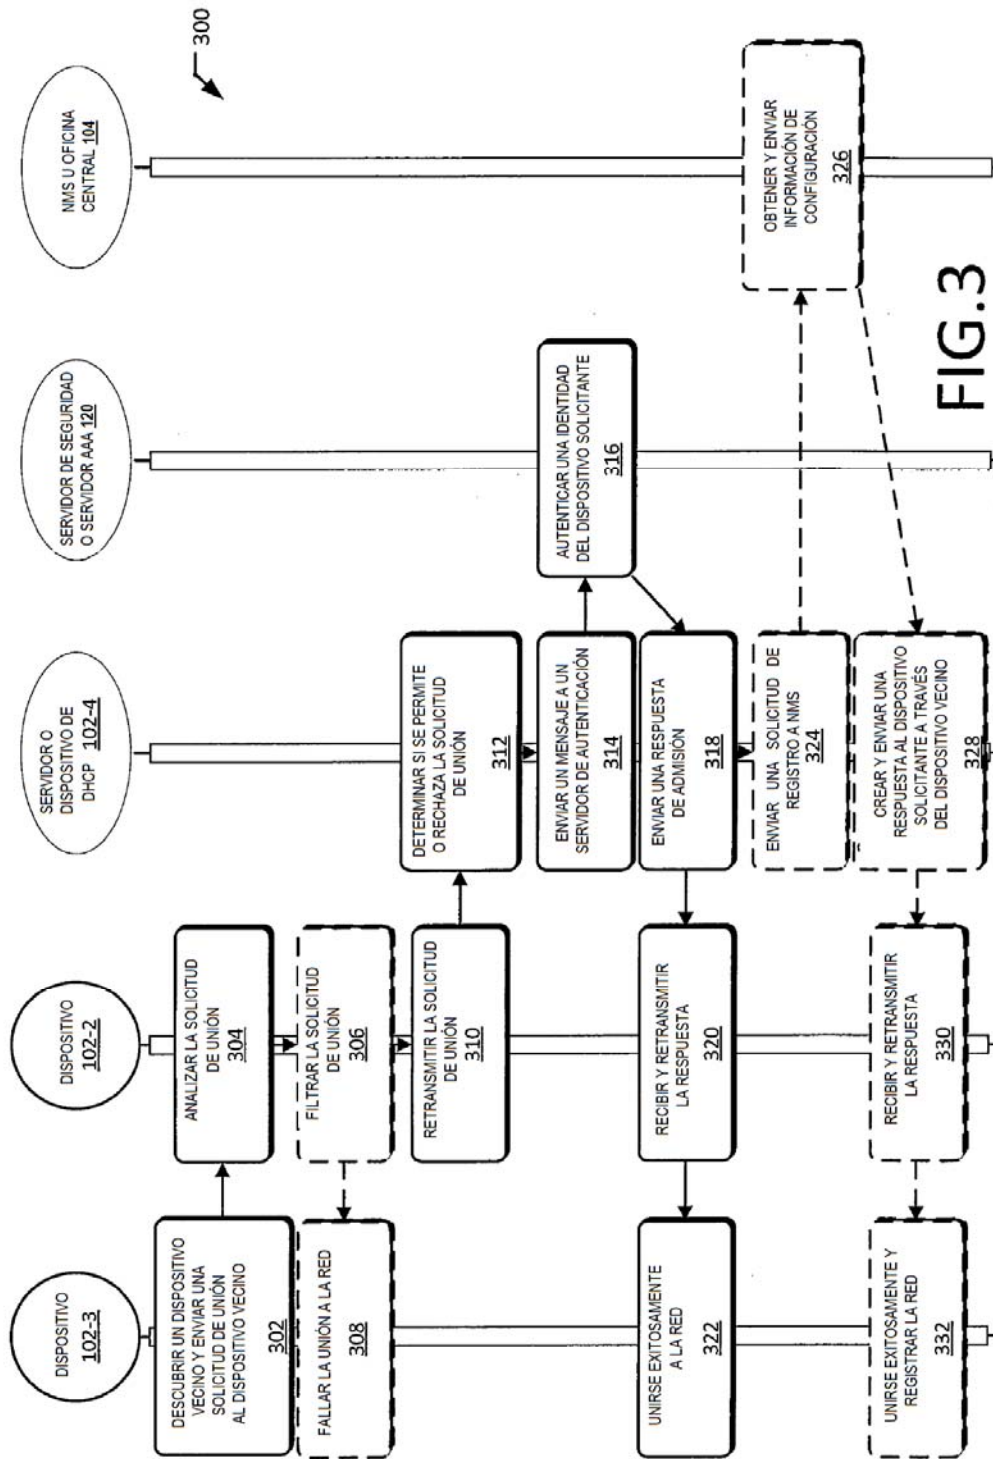 300
DISPOSITIVO
102-3
DISPOSITIVO
102-2
SERVIDOR O
DISPOSITIVO DE
DHCP 102-4
SERVIDOR DE SEGURIDAD
O SERVIDOR AAA 120
NMS U OFICINA
CENTRAL 104
DESCUBRIR UN DISPOSITIVO
VECINO Y ENVIAR UNA
SOLICITUD DE UNIÓN
AL DISPOSITIVO VECINO
302
ANALIZAR LA SOLICITUD
DE UNIÓN
304
FILTRAR LA SOLICITUD
DE UNIÓN
306
FALLAR LA UNIÓN A LA RED
308
RETRANSMITIR LA SOLICITUD
DE UNIÓN
310
DETERMINAR SI SE PERMITE
O RECHAZA LA SOLICITUD
DE UNIÓN
312
ENVIAR UN MENSAJE A UN
SERVIDOR DE AUTENTICACIÓN
314
AUTENTICAR UNA IDENTIDAD
DEL DISPOSITIVO SOLICITANTE
316
ENVIAR UNA RESPUESTA
DE ADMISIÓN
318
RECIBIR Y RETRANSMITIR
LA RESPUESTA
320
UNIRSE EXITOSAMENTE
A LA RED
322
ENVIAR UNA SOLICITUD DE
REGISTRO A NMS
324
OBTENER Y ENVIAR
INFORMACIÓN DE
CONFIGURACIÓN
326
CREAR Y ENVIAR UNA
RESPUESTA AL DISPOSITIVO
SOLICITANTE A TRAVÉS
DEL DISPOSITIVO VECINO
328
RECIBIR Y RETRANSMITIR
LA RESPUESTA
330
UNIRSE EXITOSAMENTE Y
REGISTRAR LA RED
332
FIG.3